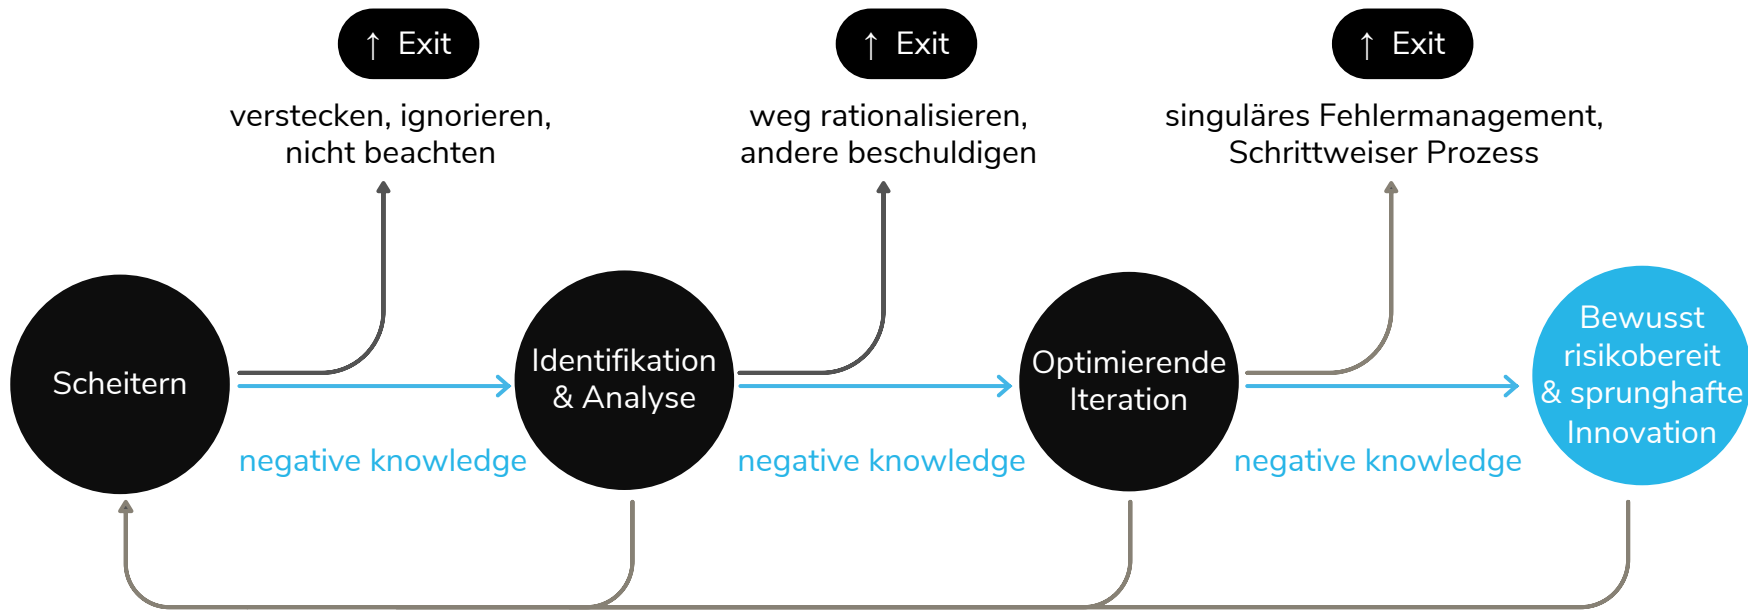 ↑ Exit
↑ Exit
↑ Exit
verstecken, ignorieren,
nicht beachten
weg rationalisieren,
andere beschuldigen
singuläres Fehlermanagement,
Schrittweiser Prozess
Scheitern
Identifikation
& Analyse
Optimierende
Iteration
Bewusst
risikobereit
& sprunghafte
Innovation
negative knowledge
negative knowledge
negative knowledge